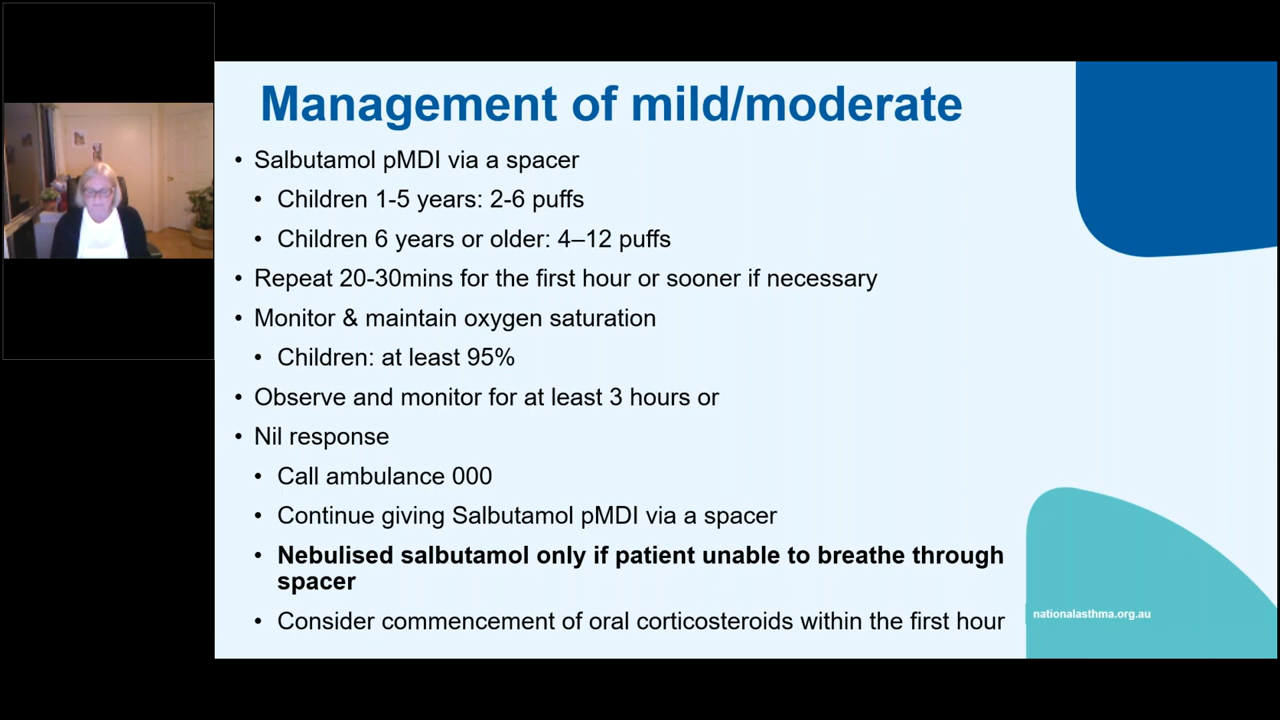 Management of mild/moderate
• Salbutamol pMDI via a spacer
• Children 1-5 years: 2-6 puffs
• Children 6 years or older: 4–12 puffs
• Repeat 20-30mins for the first hour or sooner if necessary
• Monitor & maintain oxygen saturation
• Children: at least 95%
• Observe and monitor for at least 3 hours or
• Nil response
• Call ambulance 000
• Continue giving Salbutamol pMDI via a spacer
• Nebulised salbutamol only if patient unable to breathe through
spacer
• Consider commencement of oral corticosteroids within the first hour
nationalasthma.org.au